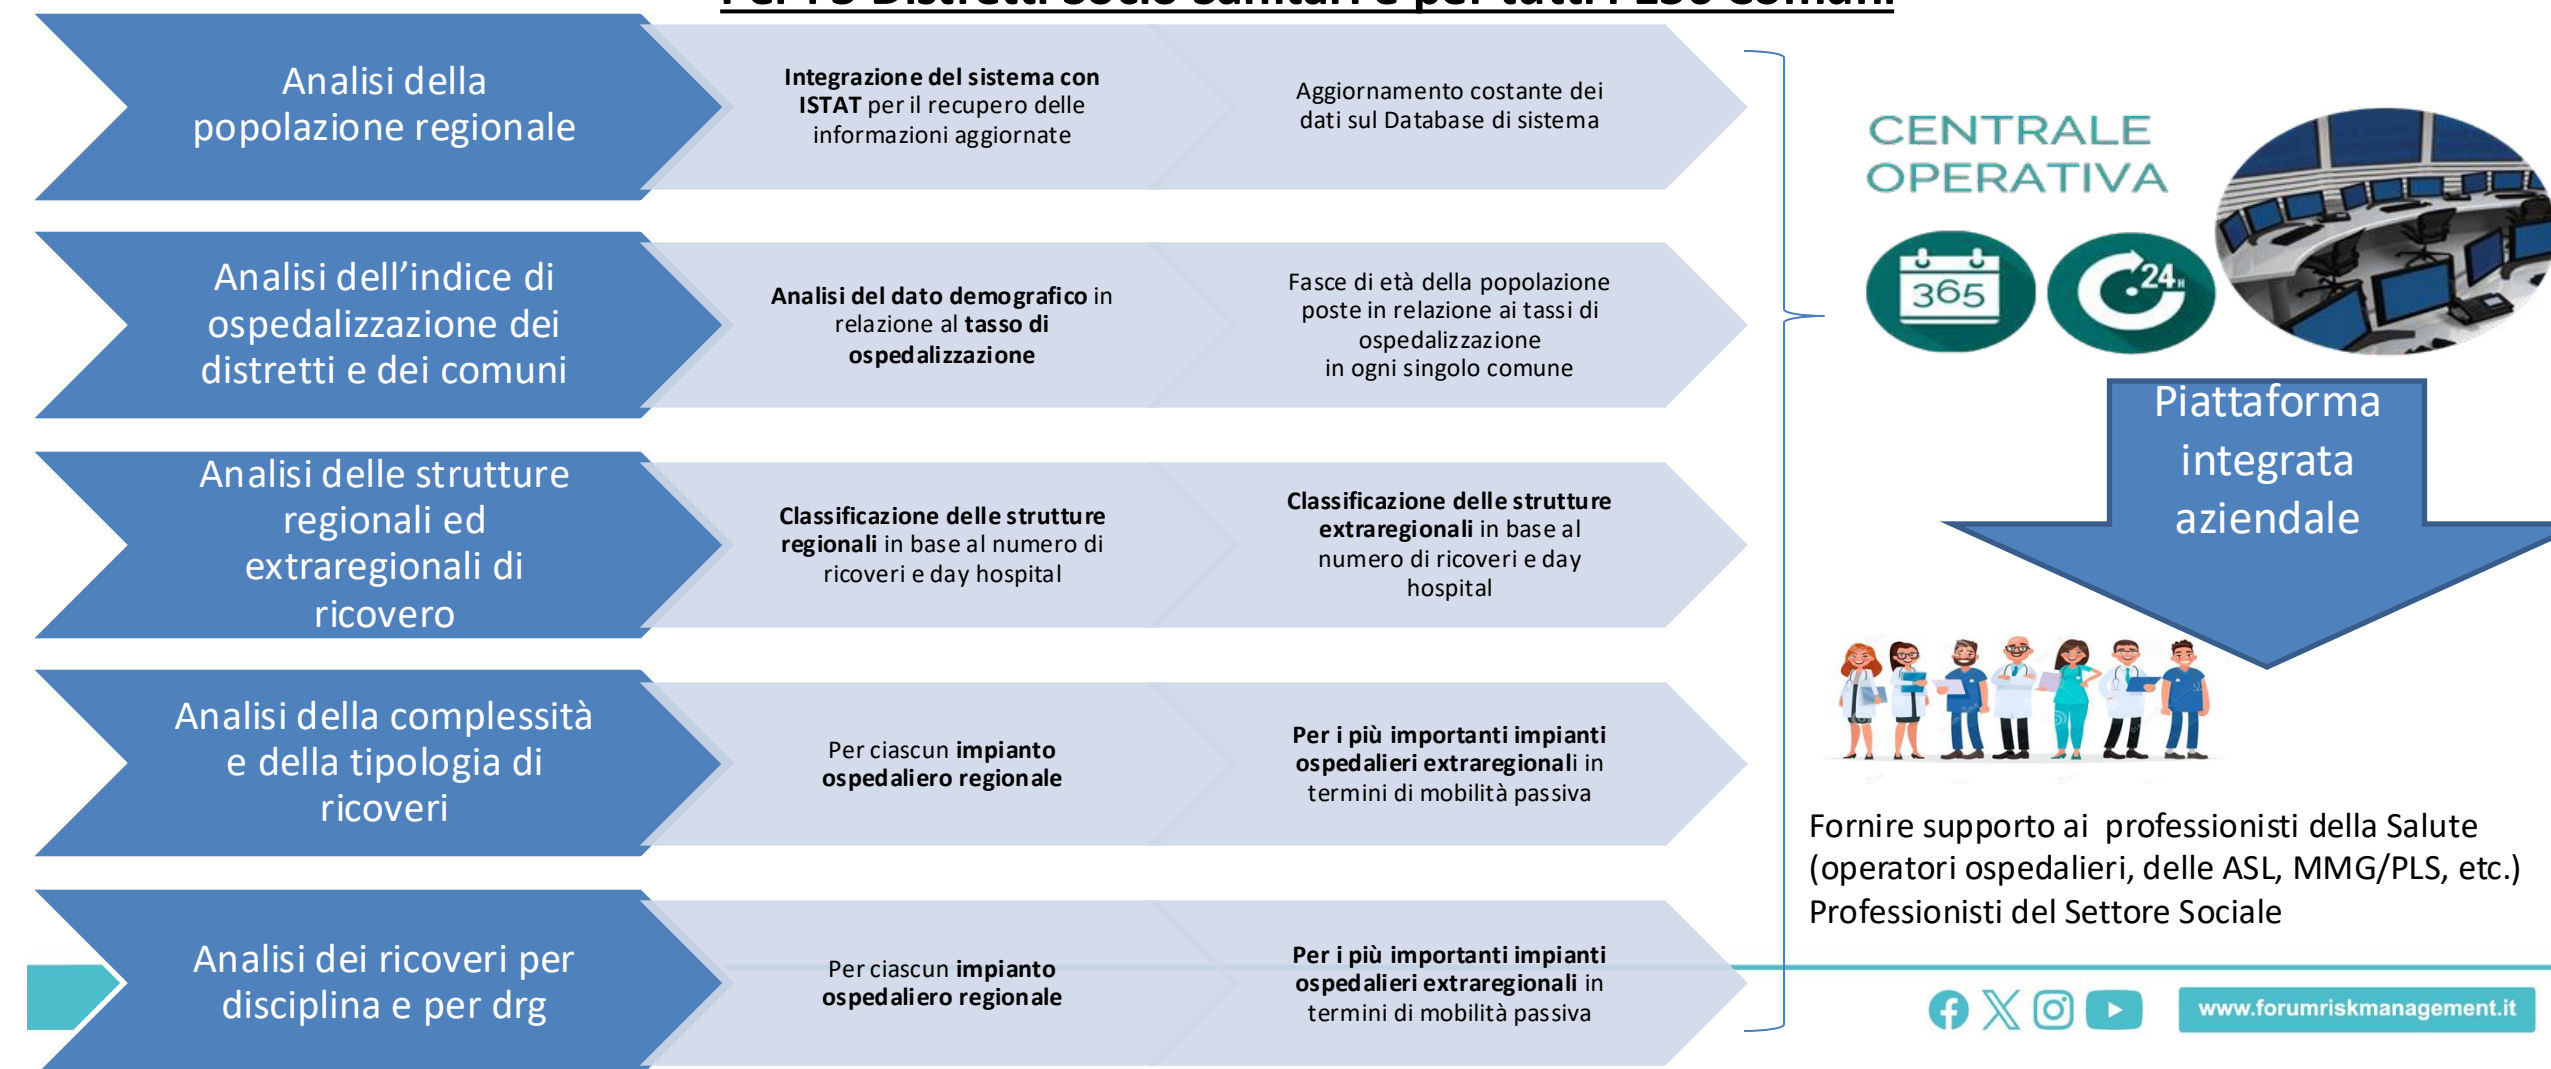 Analisi della
popolazione regionale
Integrazione del sistema con
ISTAT per il recupero delle
informazioni aggiornate
Aggiornamento costante dei
dati sul Database di sistema
Analisi dell’indice di
ospedalizzazione dei
distretti e dei comuni
Analisi del dato demografico in
relazione al tasso di
ospedalizzazione
Fasce di età della popolazione
poste in relazione ai tassi di
ospedalizzazione
in ogni singolo comune
Analisi delle strutture
regionali ed
extraregionali di
ricovero
Classificazione delle strutture
regionali in base al numero di
ricoveri e day hospital
Classificazione delle strutture
extraregionali in base al
numero di ricoveri e day
hospital
Analisi della complessità
e della tipologia di
ricoveri
Per ciascun impianto
ospedaliero regionale
Per i più importanti impianti
ospedalieri extraregionali in
termini di mobilità passiva
Analisi dei ricoveri per
disciplina e per drg
Per ciascun impianto
ospedaliero regionale
Per i più importanti impianti
ospedalieri extraregionali in
termini di mobilità passiva
CENTRALE
OPERATIVA
365
24H
Piattaforma
integrata
aziendale
Fornire supporto ai professionisti della Salute
(operatori ospedalieri, delle ASL, MMG/PLS, etc.)
Professionisti del Settore Sociale
www.forumriskmanagement.it